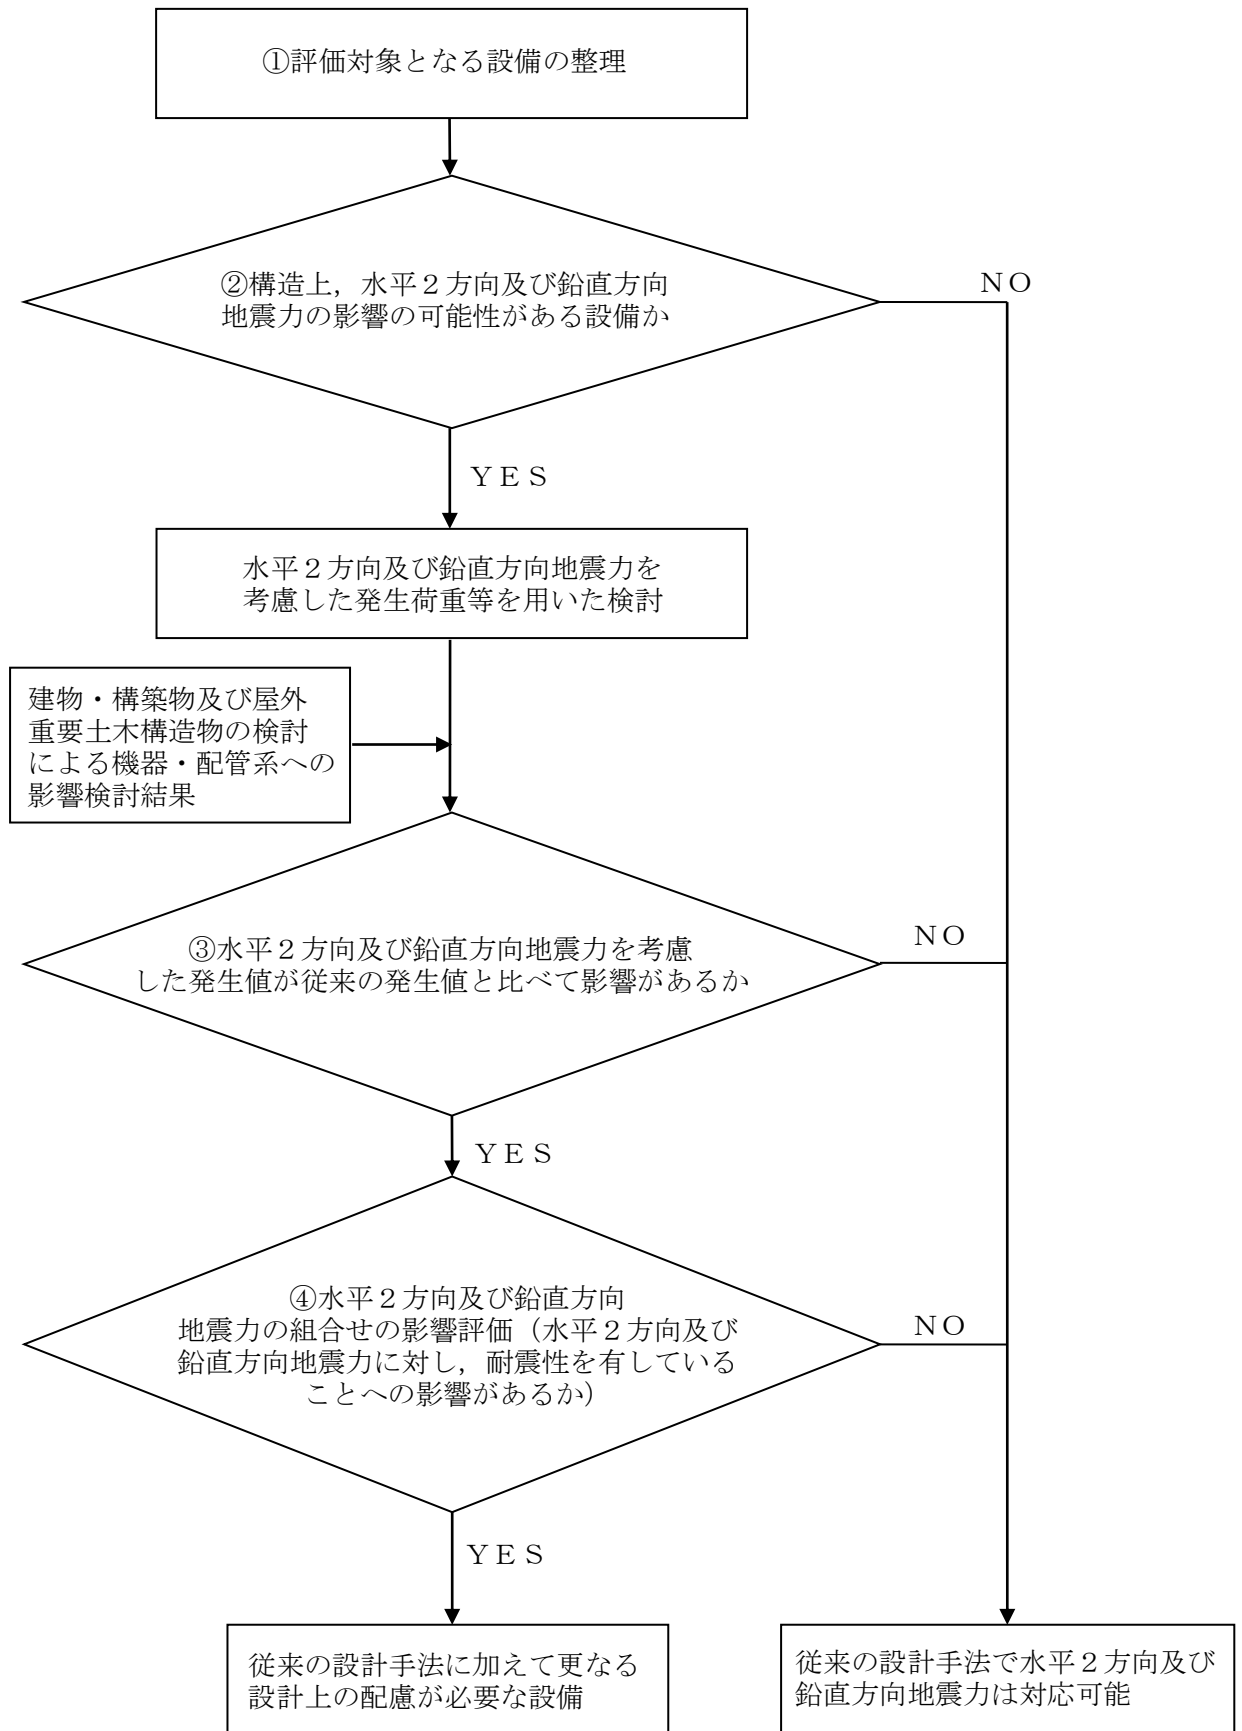 ①評価対象となる設備の整理
②構造上，水平２方向及び鉛直方向
地震力の影響の可能性がある設備か
ＮＯ
ＹＥＳ
水平２方向及び鉛直方向地震力を
考慮した発生荷重等を用いた検討
建物・構築物及び屋外
重要土木構造物の検討
による機器・配管系への
影響検討結果
③水平２方向及び鉛直方向地震力を考慮
した発生値が従来の発生値と比べて影響があるか
ＮＯ
ＹＥＳ
④水平２方向及び鉛直方向
地震力の組合せの影響評価（水平２方向及び
鉛直方向地震力に対し，耐震性を有している
ことへの影響があるか）
ＮＯ
ＹＥＳ
従来の設計手法に加えて更なる
設計上の配慮が必要な設備
従来の設計手法で水平２方向及び
鉛直方向地震力は対応可能